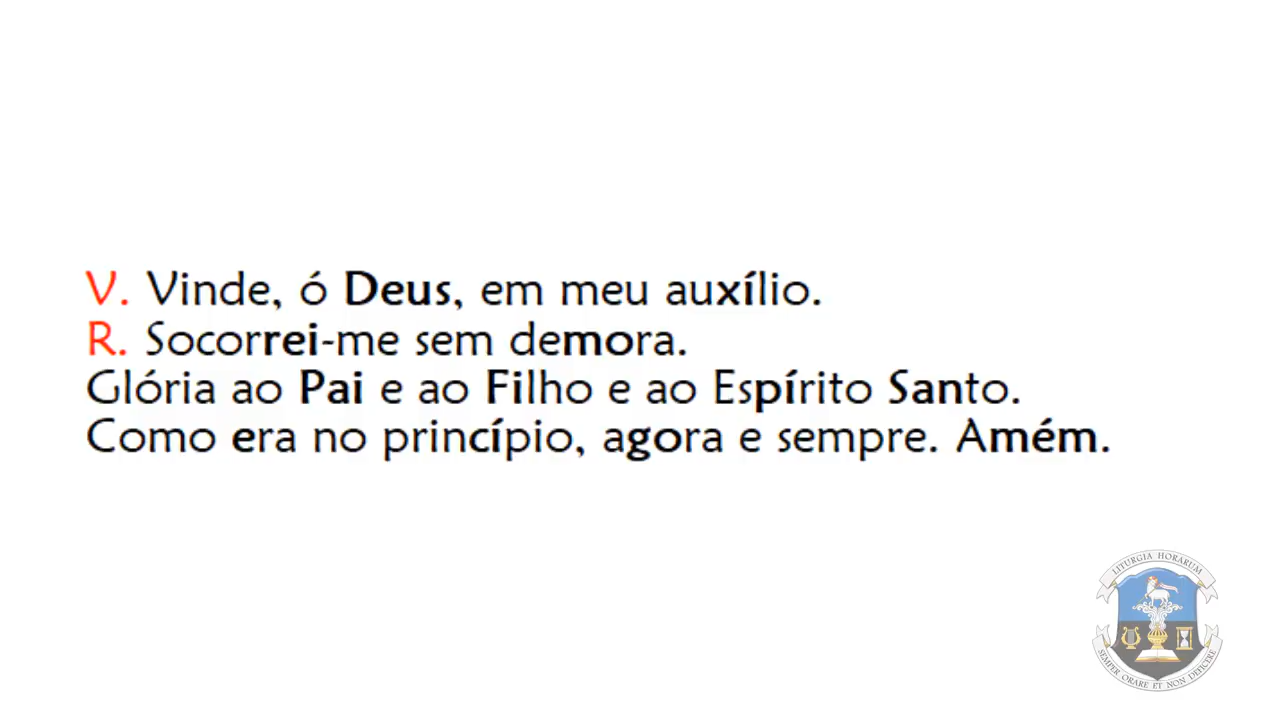 V. Vinde, ó Deus, em meu auxílio.
R. Socorrei-me sem demora.
Glória ao Pai e ao Filho e ao Espírito Santo.
Como era no princípio, agora e sempre. Amém.
LITURGIA HORARUM
SEMPER ORARE ET NON DEFICERE